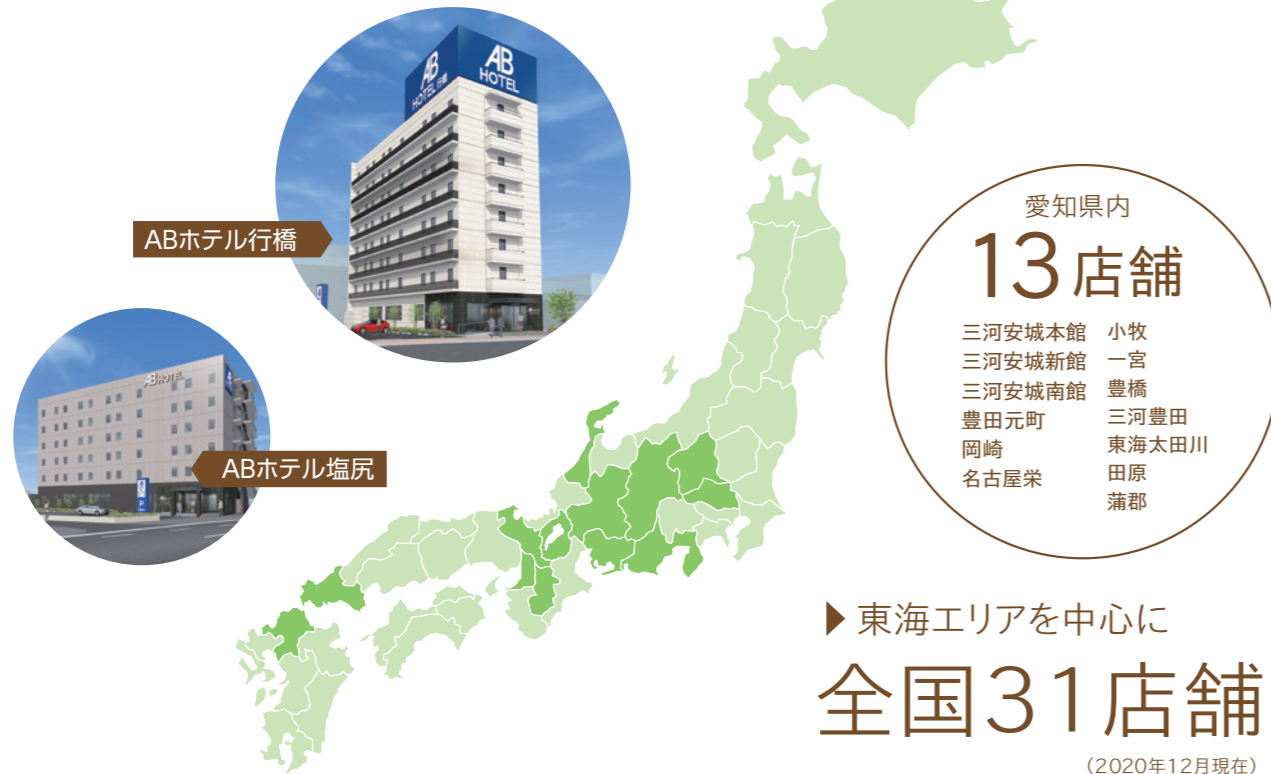 AB
HOTEL 行橋
AB
HOTEL
ABホテル行橋
AB HOTEL
P
ABホテル塩尻
愛知県内
13店舗
三河安城本館
三河安城新館
三河安城南館
豊田元町
岡崎
名古屋栄
小牧
一宮
豊橋
三河豊田
東海太田川
田原
蒲郡
▶東海エリアを中心に
全国31店舗
（2020年12月現在）